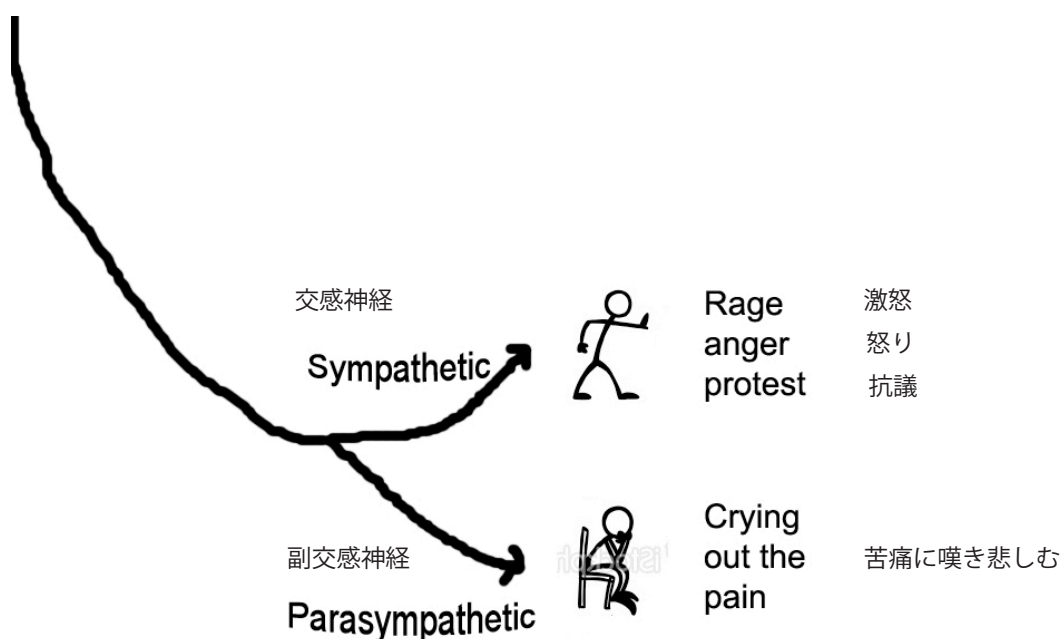 交感神経
Sympathetic
Rage
anger
protest
激怒
怒り
抗議
副交感神経
Parasympathetic
Crying
out the
pain
苦痛に嘆き悲しむ